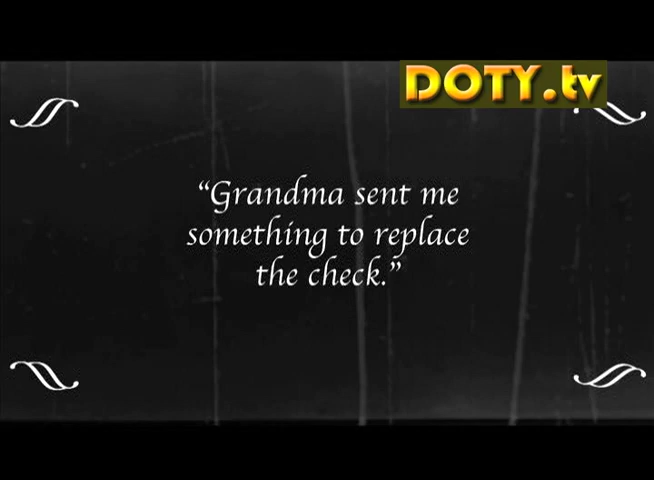 DOTY.tv
“Grandma sent me
something to replace
the check.”